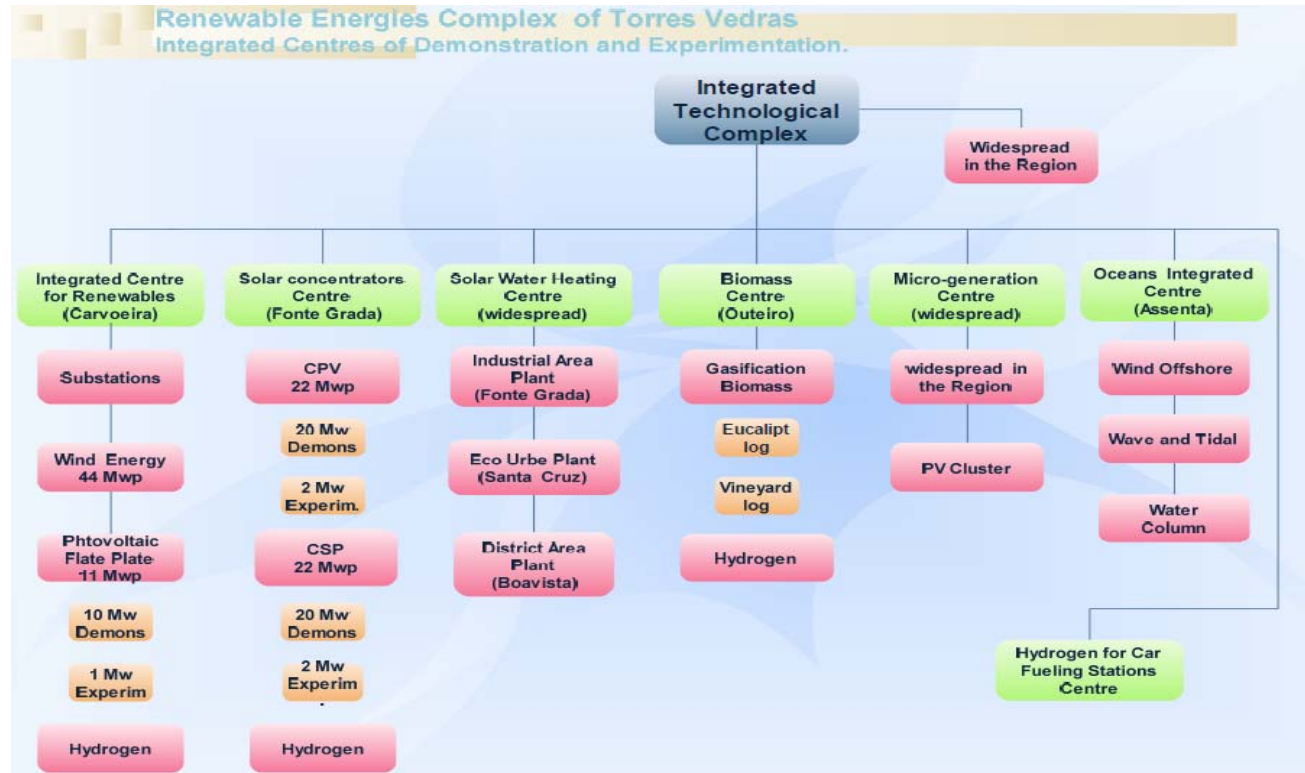 Renewable Energies Complex of Torres Vedras
Integrated Centres of Demonstration and Experimentation.
Integrated
Technological
Complex
Widespread
in the Region
Integrated Centre
for Renewables
(Carvoeira)
Substations
Wind Energy
44 Mwp
Phtovoltaic
Flate Plate
11 Mwp
10 Mw
Demons
1 Mw
Experim
Hydrogen
Solar concentrators
Centre
(Fonte Grada)
CPV
22 Mwp
20 Mw
Demons
2 Mw
Experim.
CSP
22 Mwp
20 Mw
Demons
2 Mw
Experim
.
Hydrogen
Solar Water Heating
Centre
(widespread)
Industrial Area
Plant
(Fonte Grada)
Eco Urbe Plant
(Santa Cruz)
District Area
Plant
(Boavista)
Biomass
Centre
(Outeiro)
Gasification
Biomass
Eucalipt
log
Vineyard
log
Hydrogen
Micro-generation
Centre
(widespread)
widespread in
the Region
PV Cluster
Oceans Integrated
Centre
(Assenta)
Wind Offshore
Wave and Tidal
Water
Column
Hydrogen for Car
Fueling Stations
Centre